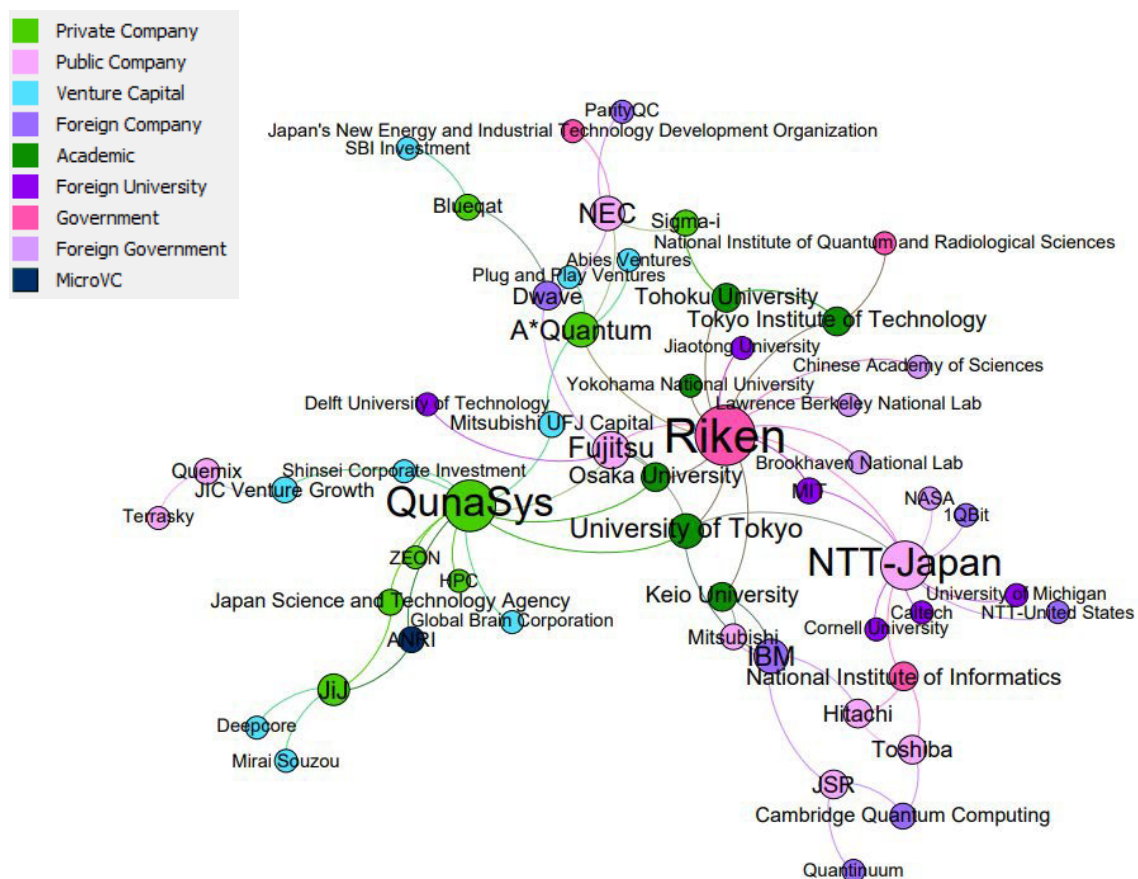 Private Company
Public Company
Venture Capital
Foreign Company
Academic
Foreign University
Government
Foreign Government
MicroVC
ParityQC
Japan's New Energy and Industrial Technology Development Organization
SBI Investment
Blueqat
NEC
Sigma-i
National Institute of Quantum and Radiological Sciences
Abies Ventures
Plug and Play Ventures
Dwave
Tohoku University
Tokyo Institute of Technology
A*Quantum
Jiaotong University
Chinese Academy of Sciences
Yokohama National University
Lawrence Berkeley National Lab
Delft University of Technology
Mitsubishi UFJ Capital
Riken
Fujitsu
Brookhaven National Lab
Quemix
Shinsei Corporate Investment
Osaka University
JIC Venture Growth
MIT
NASA
QunaSys
1QBit
Terrasky
University of Tokyo
ZEON
NTT-Japan
HPC
Keio University
University of Michigan
Japan Science and Technology Agency
Caltech
NTT-United States
Global Brain Corporation
Cornell University
ANRI
Mitsubishi
IBM
National Institute of Informatics
JiJ
Hitachi
Deepcore
Toshiba
Mirai Souzou
JSR
Cambridge Quantum Computing
Quantinuum